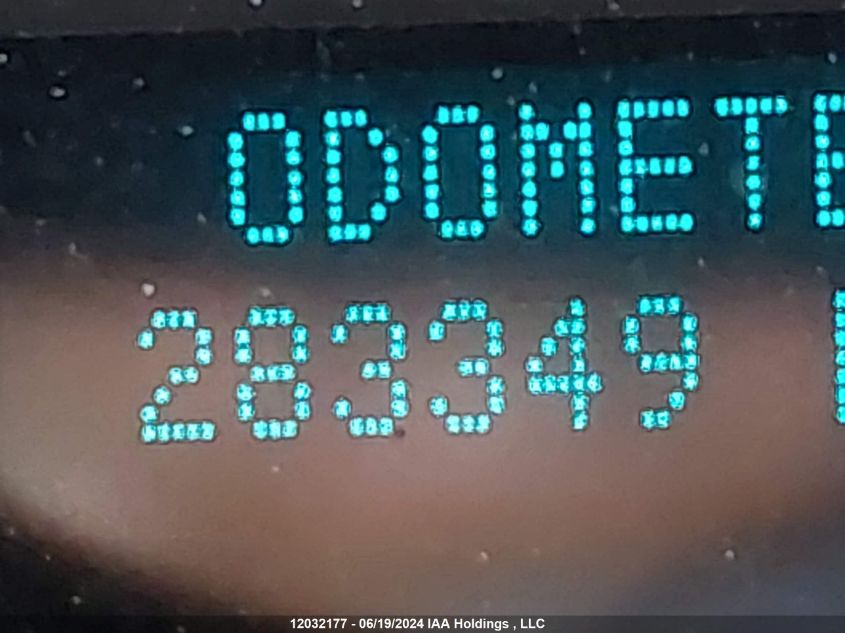 ODOMETE
283349
12032177 - 06/19/2024 IAA Holdings , LLC